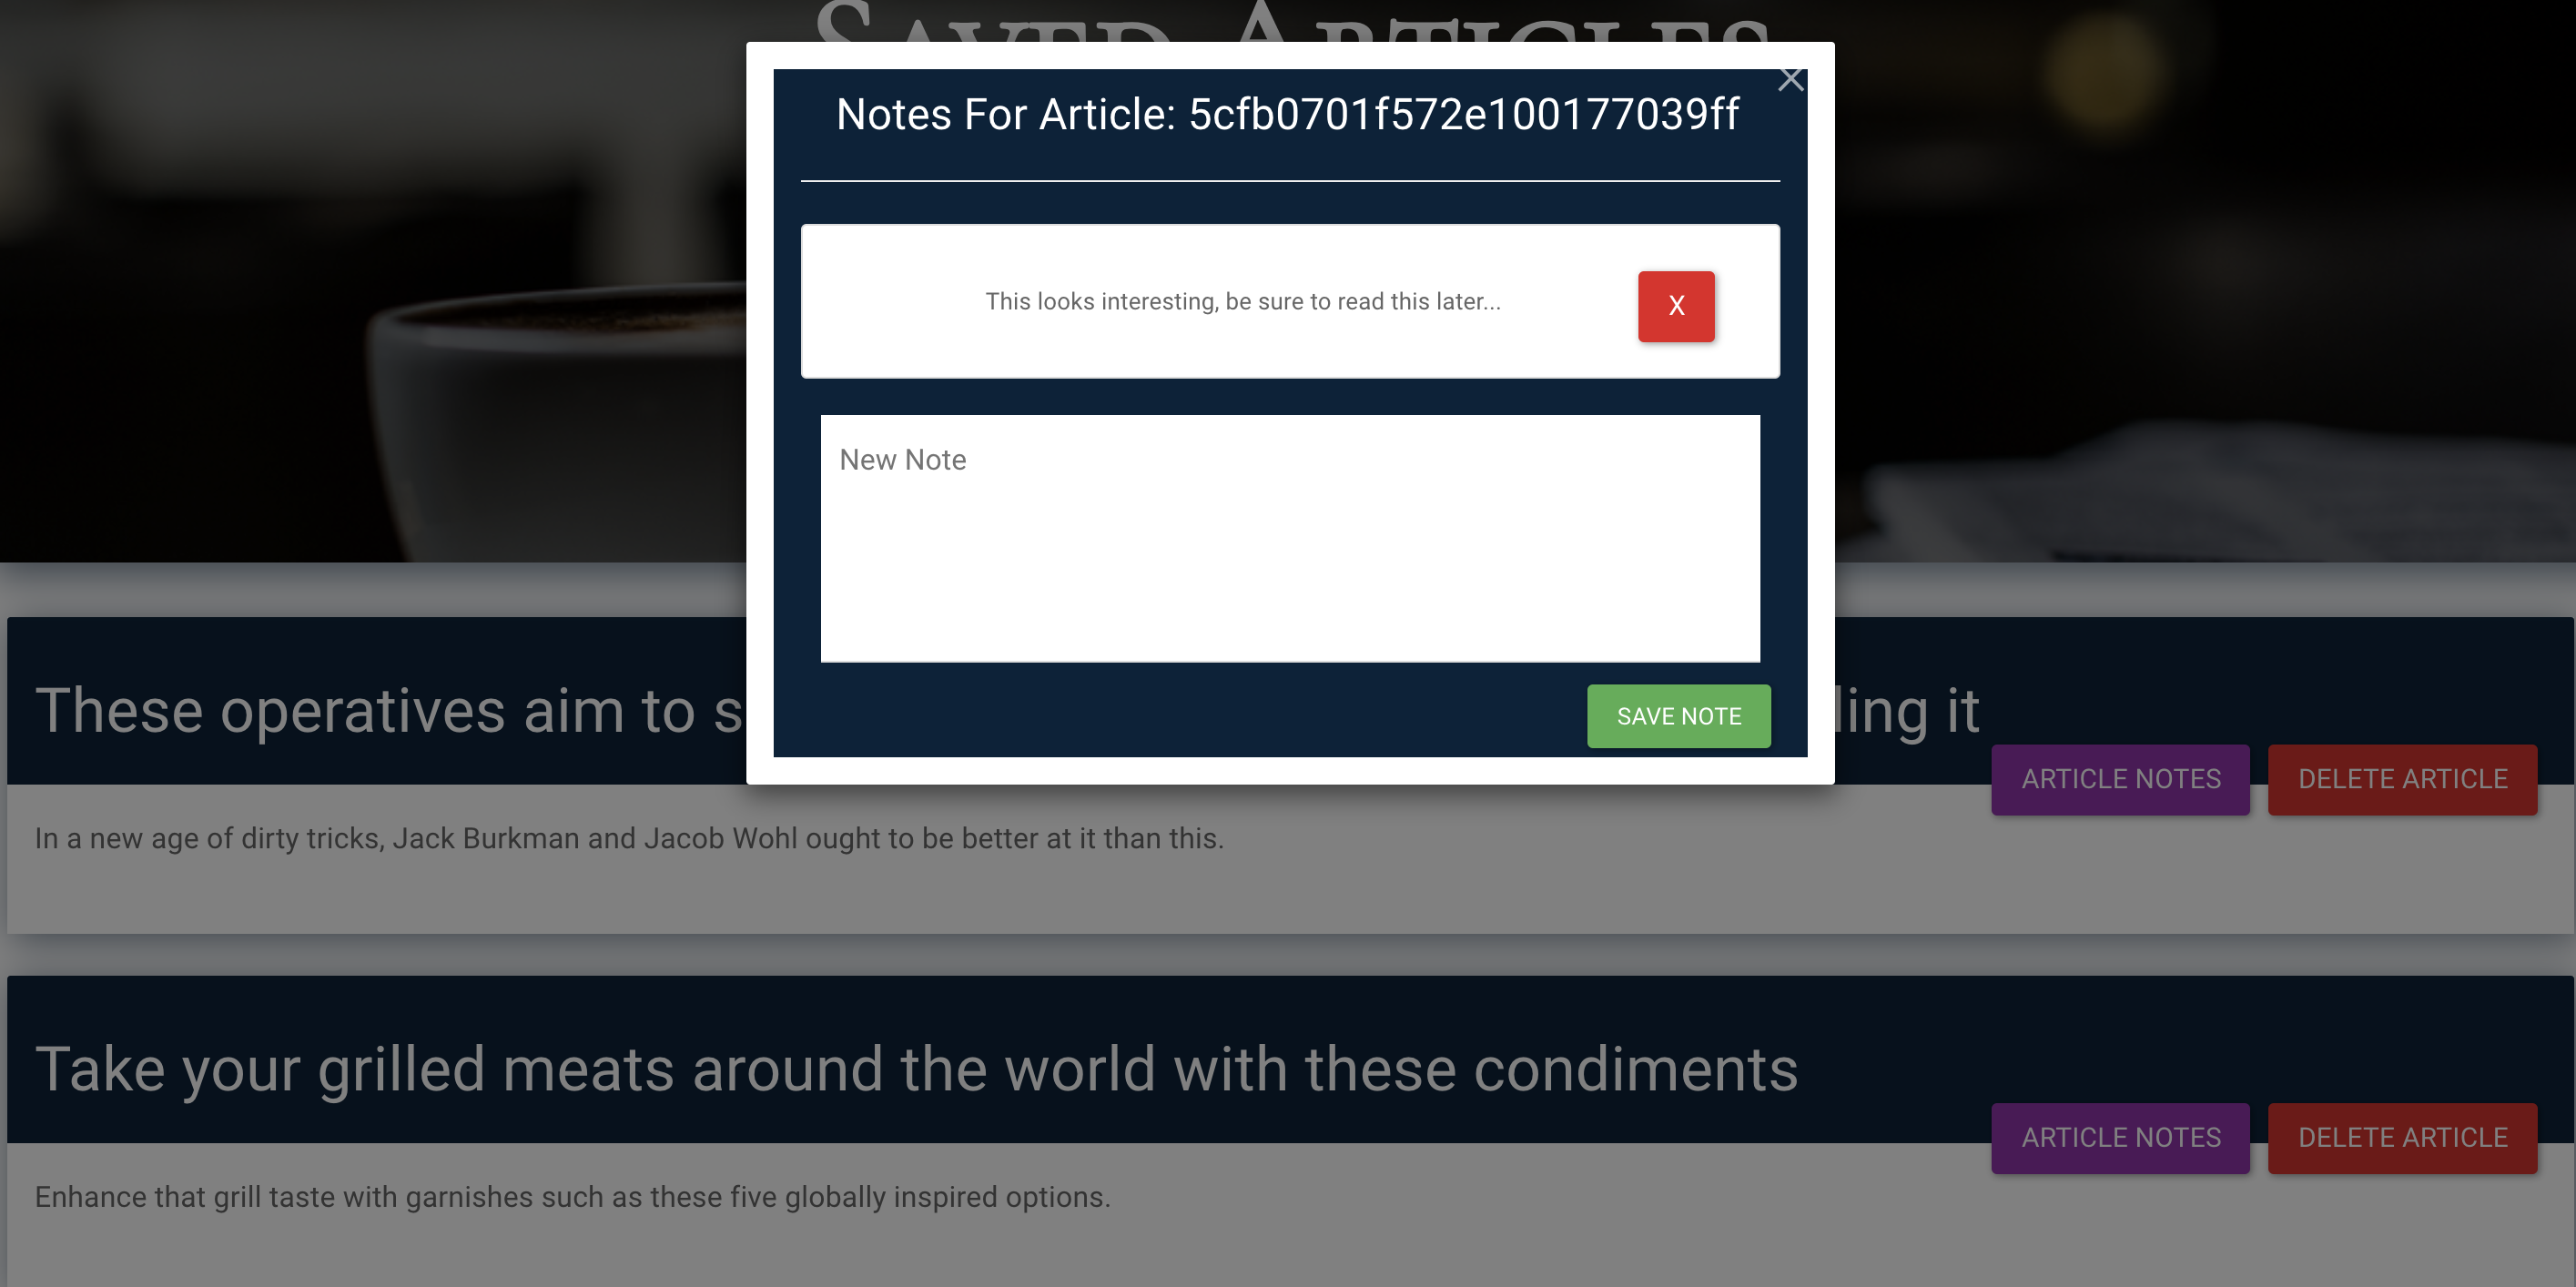 SAVED ARTICLES
Notes For Article: 5cfb0701f572e100177039ff
This looks interesting, be sure to read this later...
X
New Note
SAVE NOTE
These operatives aim to s
ling it
ARTICLE NOTES
DELETE ARTICLE
In a new age of dirty tricks, Jack Burkman and Jacob Wohl ought to be better at it than this.
Take your grilled meats around the world with these condiments
ARTICLE NOTES
DELETE ARTICLE
Enhance that grill taste with garnishes such as these five globally inspired options.